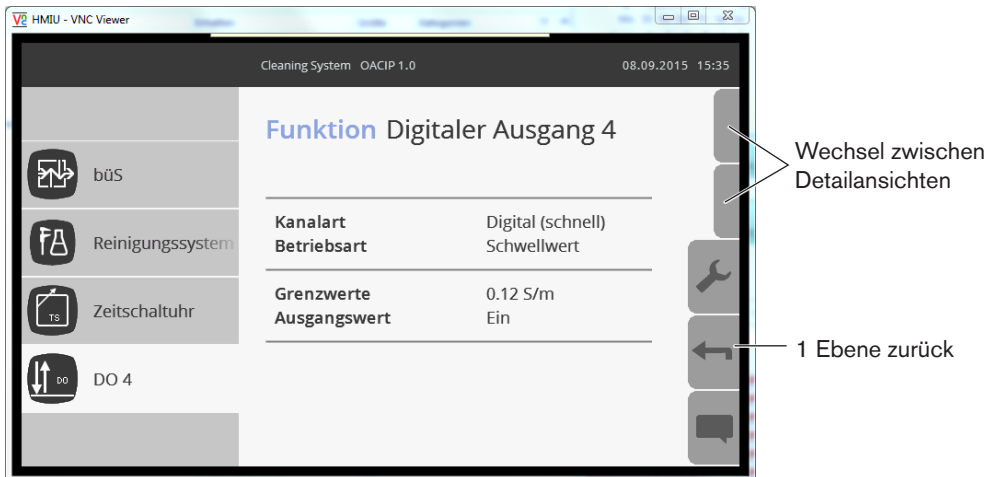 HMIU - VNC Viewer
Cleaning System OACIP 1.0
08.09.2015 15:35
Funktion Digitaler Ausgang 4
büS
Reinigungssystem
TS
Zeitschaltuhr
DO
DO 4
Kanalart Digital (schnell)
Betriebsart Schwellwert
Grenzwerte 0.12 S/m
Ausgangswert Ein
Wechsel zwischen
Detailansichten
1 Ebene zurück